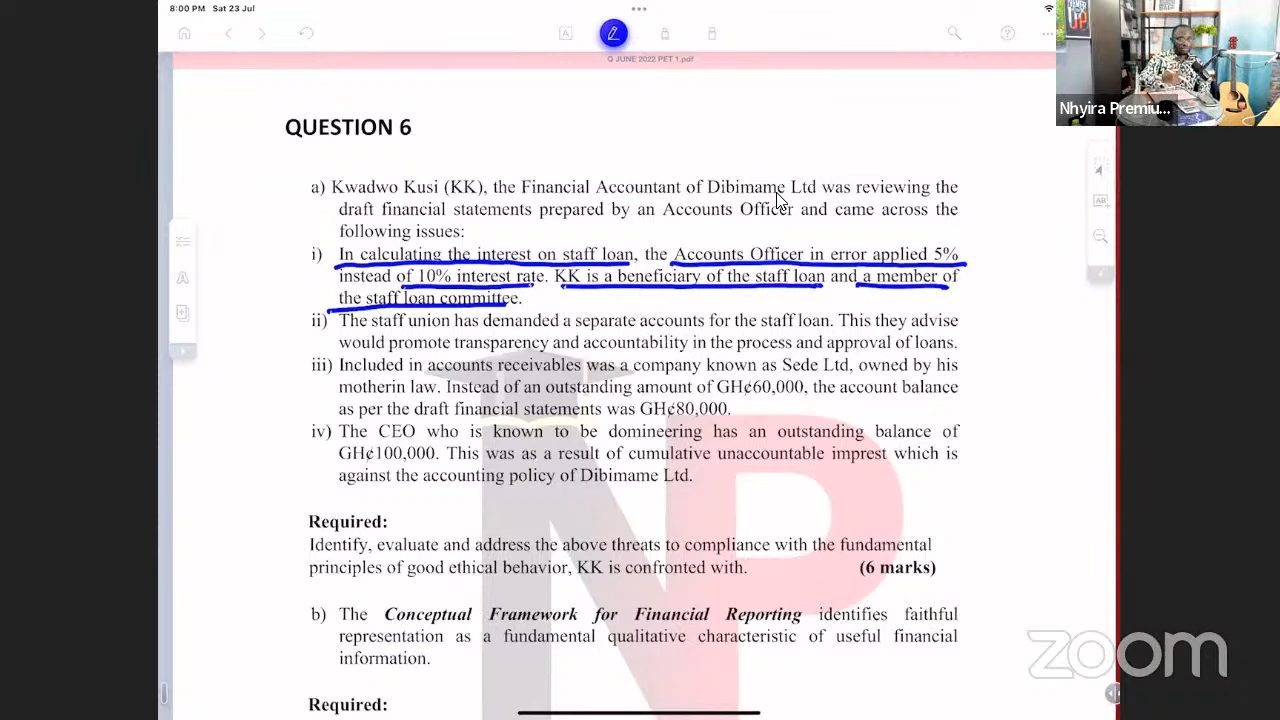 8:00 PM Sat 23 Jul
Q JUNE 2022 PET 1.pdf
Nhyira Premiu...
QUESTION 6
a) Kwadwo Kusi (KK), the Financial Accountant of Dibimame Ltd was reviewing the
draft financial statements prepared by an Accounts Officer and came across the
following issues:
i) In calculating the interest on staff loan, the Accounts Officer in error applied 5%
instead of 10% interest rate. KK is a beneficiary of the staff loan and a member of
the staff loan committee.
ii) The staff union has demanded a separate accounts for the staff loan. This they advise
would promote transparency and accountability in the process and approval of loans.
iii) Included in accounts receivables was a company known as Sede Ltd, owned by his
motherin law. Instead of an outstanding amount of GH¢60,000, the account balance
as per the draft financial statements was GH¢80,000.
iv) The CEO who is known to be domineering has an outstanding balance of
GH¢100,000. This was as a result of cumulative unaccountable imprest which is
against the accounting policy of Dibimame Ltd.
Required:
Identify, evaluate and address the above threats to compliance with the fundamental
principles of good ethical behavior, KK is confronted with. (6 marks)
b) The Conceptual Framework for Financial Reporting identifies faithful
representation as a fundamental qualitative characteristic of useful financial
information.
Required:
zoom